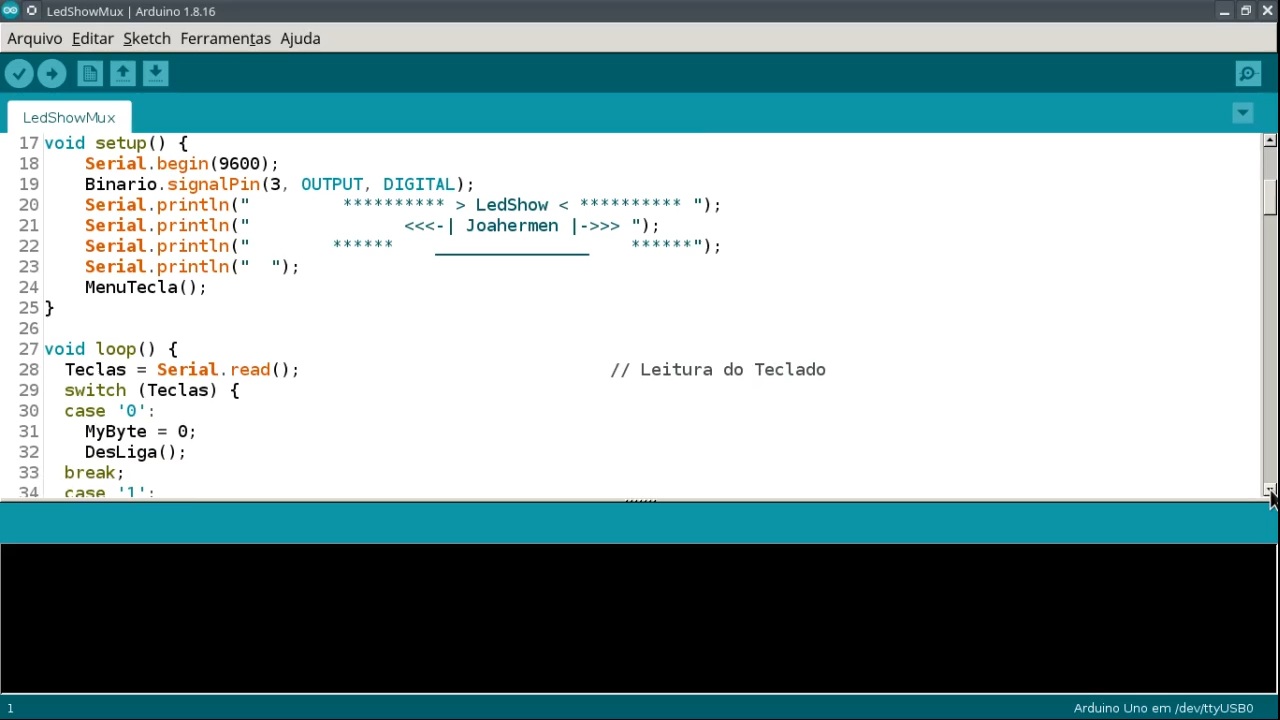 LedShowMux | Arduino 1.8.16
Arquivo Editar Sketch Ferramentas Ajuda
LedShowMux
17 void setup() {
18     Serial.begin(9600);
19     Binario.signalPin(3, OUTPUT, DIGITAL);
20     Serial.println("         ********** > LedShow < ********** ");
21     Serial.println("               <<<-| Joahermen |->>> ");
22     Serial.println("        ******    _______________    ******");
23     Serial.println("  ");
24     MenuTecla();
25 }
26
27 void loop() {
28   Teclas = Serial.read();                              // Leitura do Teclado
29   switch (Teclas) {
30   case '0':
31     MyByte = 0;
32     DesLiga();
33   break;
34   case '1':
1
Arduino Uno em /dev/ttyUSB0